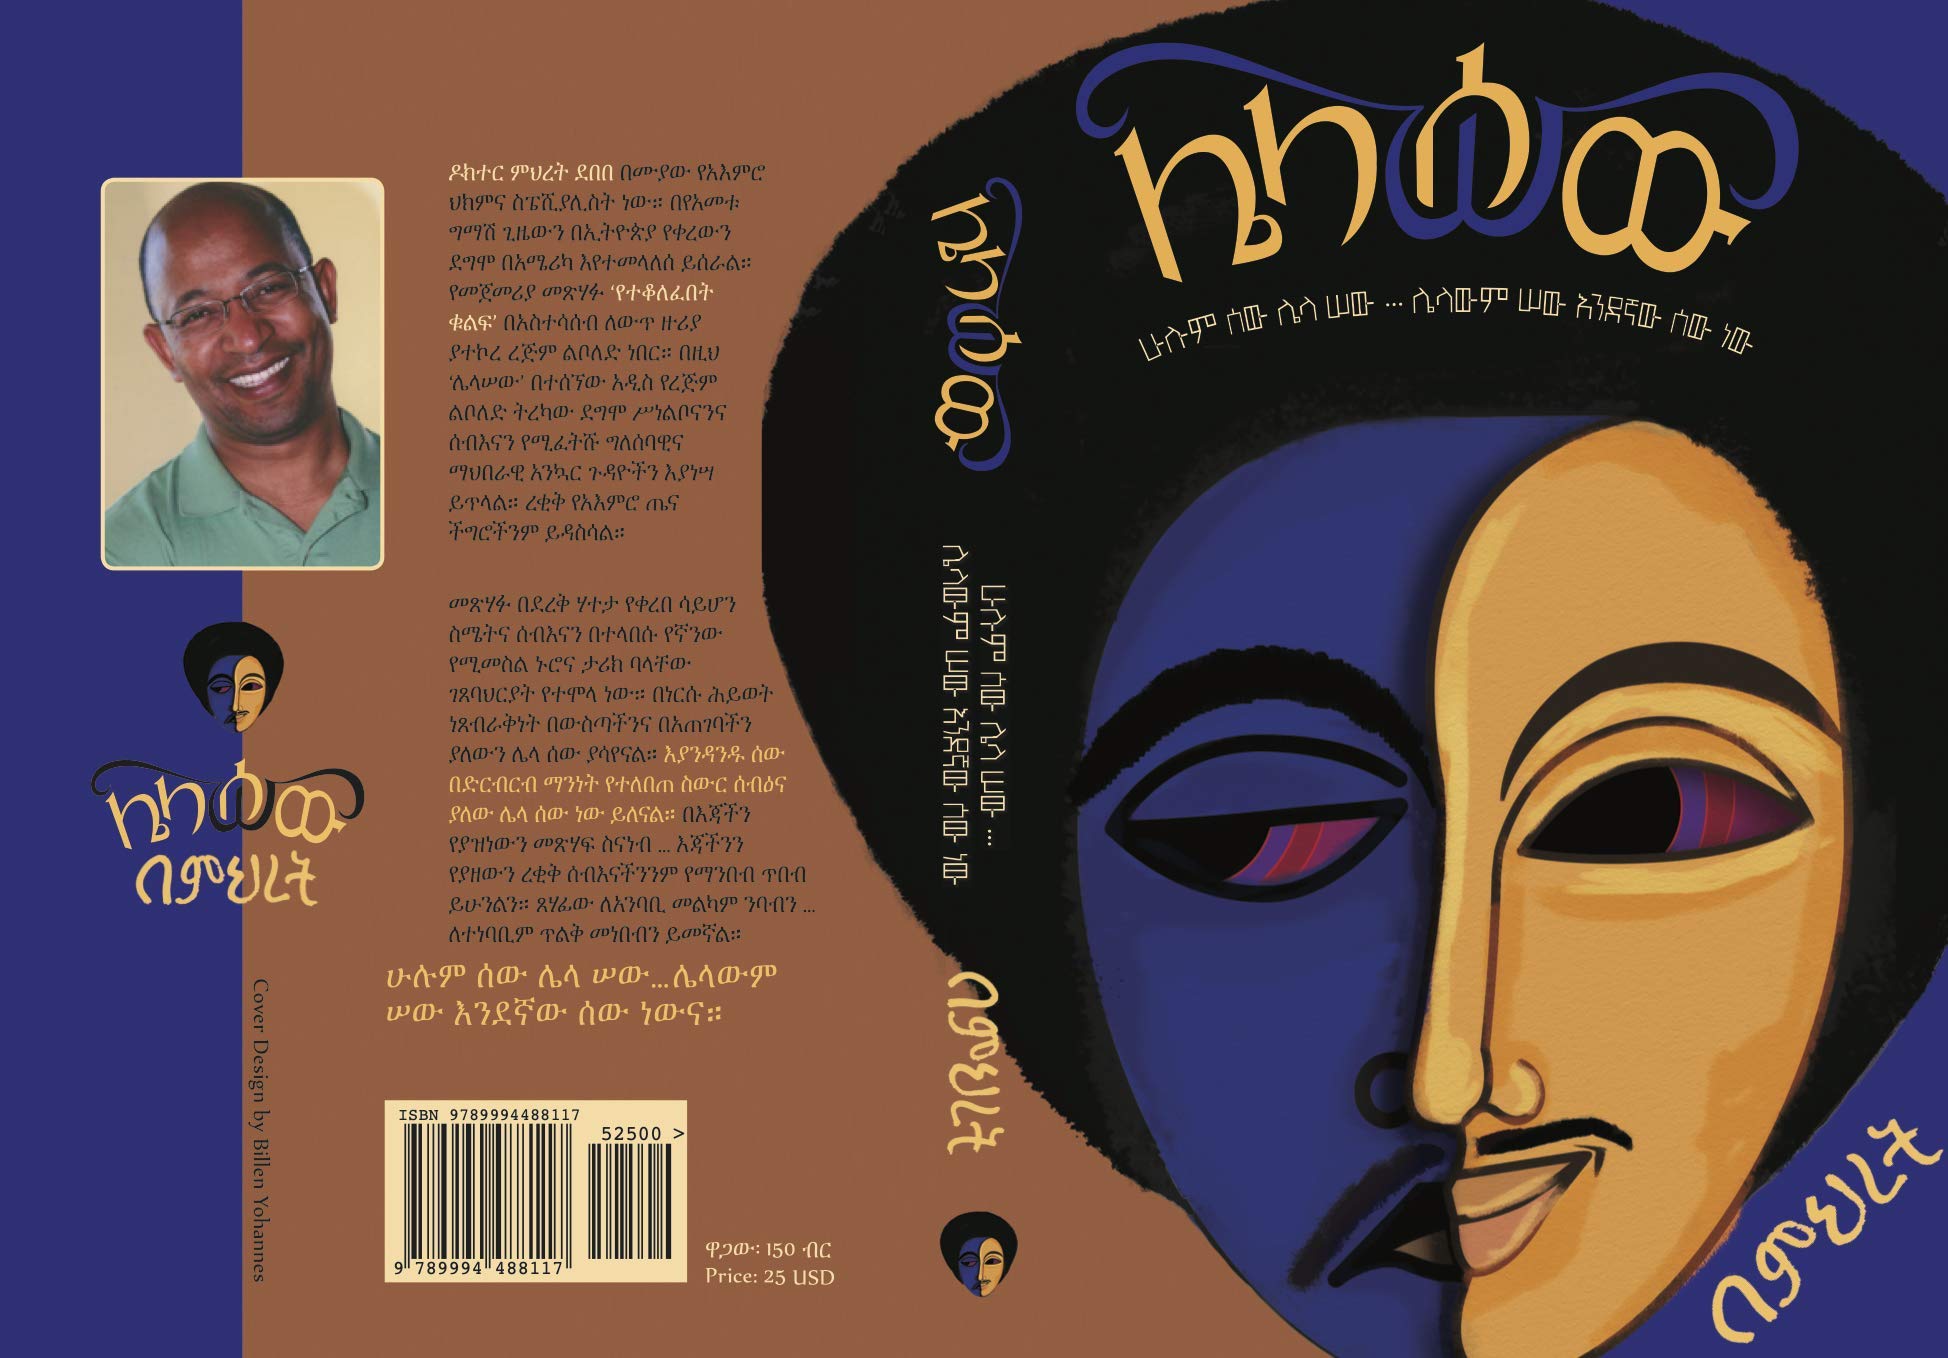 ዶክተር ምህረት ደበበ በሙያው የአእምሮ
ህክምና ስፔሺያሊስት ነው። በየአመቱ
ግማሽ ጊዜውን በኢትዮጵያ የቀረውን
ደግሞ በአሜሪካ እየተመላለሰ ይሰራል።
የመጀመሪያ መጽሃፉ ‘የተቆለፈበት
ቁልፍ’ በአስተሳሰብ ለውጥ ዙሪያ
ያተኮረ ረጅም ልቦለድ ነበር። በዚህ
‘ሌላሠው’ በተሰኘው አዲስ የረጅም
ልቦለድ ትረካው ደግሞ ሥነልቦናንና
ሰብእናን የሚፈትሹ ግለሰባዊና
ማህበራዊ አንኳር ጉዳዮችን እያነሣ
ይጥላል። ረቂቅ የአእምሮ ጤና
ችግሮችንም ይዳስሳል።
መጽሃፉ በደረቅ ሃተታ የቀረበ ሳይሆን
ስሜትና ሰብእናን በተላበሱ የኛንው
የሚመስል ኑሮና ታሪክ ባላቸው
ገጸባህርያት የተሞላ ነው። በነርሱ ሕይወት
ነጸብራቅነት በውስጣችንና በአጠገባችን
ያለውን ሌላ ሰው ያሳየናል። እያንዳንዱ ሰው
በድርብርብ ማንነት የተለበጠ ስውር ሰብዕና
ያለው ሌላ ሰው ነው ይለናል። በእጃችን
የያዝነውን መጽሃፍ ስናነብ ... እጃችንን
የያዘውን ረቂቅ ሰብእናችንንም የማንበብ ጥበብ
ይሁንልን። ጸሃፊው ለአንባቢ መልካም ንባብን ...
ለተነባቢም ጥልቅ መነበብን ይመኛል።
ሁሉም ሰው ሌላ ሠው...ሌላውም
ሠው እንደኛው ሰው ነውና።
ሌላሠው
በምህረት
Cover Design by Billen Yohannes
ISBN 9789994488117
52500 >
9 789994 488117
ዋጋው: 150 ብር
Price: 25 USD
ሌላሠው
ሁሉም ሰው ሌላ ሠው ...
ሌላውም ሠው እንደኛው ሰው ነው
በምህረት
ሌላሠው
ሁሉም ሰው ሌላ ሠው ... ሌላውም ሠው እንደኛው ሰው ነው
በምህረት